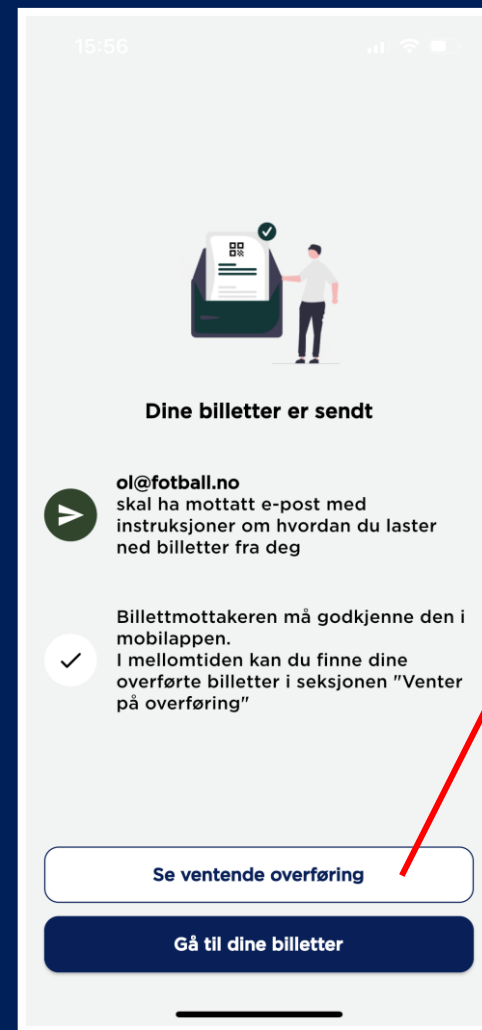 15:56
Dine billetter er sendt
ol@fotball.no
skal ha mottatt e-post med
instruksjoner om hvordan du laster
ned billetter fra deg
Billettmottakeren må godkjenne den i
mobilappen.
I mellomtiden kan du finne dine
overførte billetter i seksjonen "Venter
på overføring"
Se ventende overføring
Gå til dine billetter